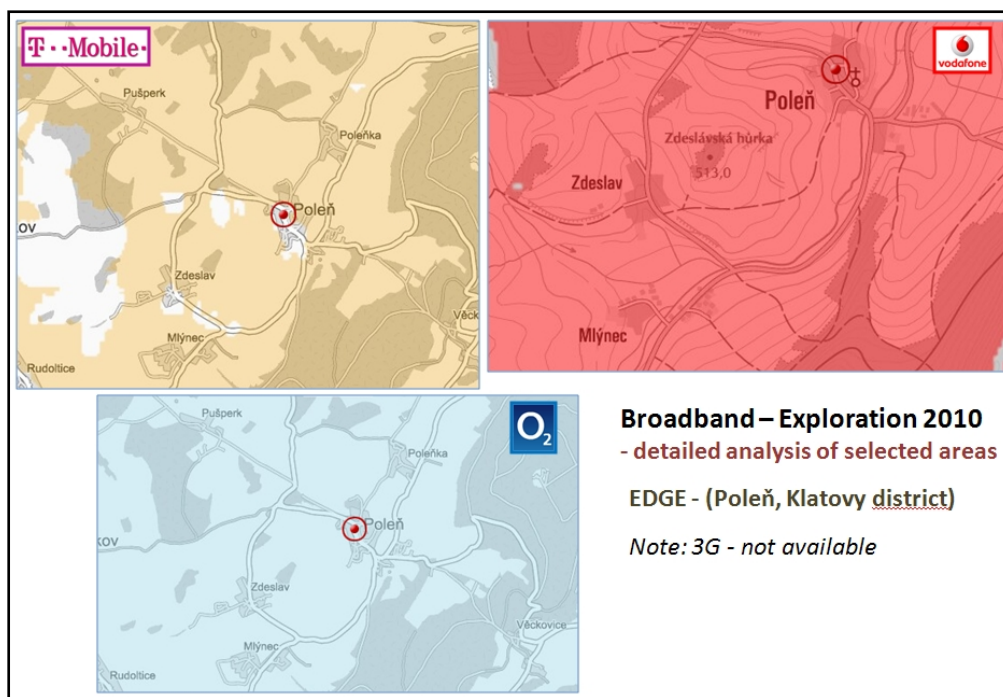 T··Mobile·
Pušperk
Poleňka
Poleň
kov
Zdeslav
Mlýnec
Věck
Rudoltice
vodafone
Poleň
Zdeslávská hůrka
513,0
Zdeslav
Mlýnec
O2
Pušperk
Poleňka
Poleň
kov
Zdeslav
Věckovice
Mlýnec
Rudoltice
Broadband – Exploration 2010
- detailed analysis of selected areas
EDGE - (Poleň, Klatovy district)
Note: 3G - not available